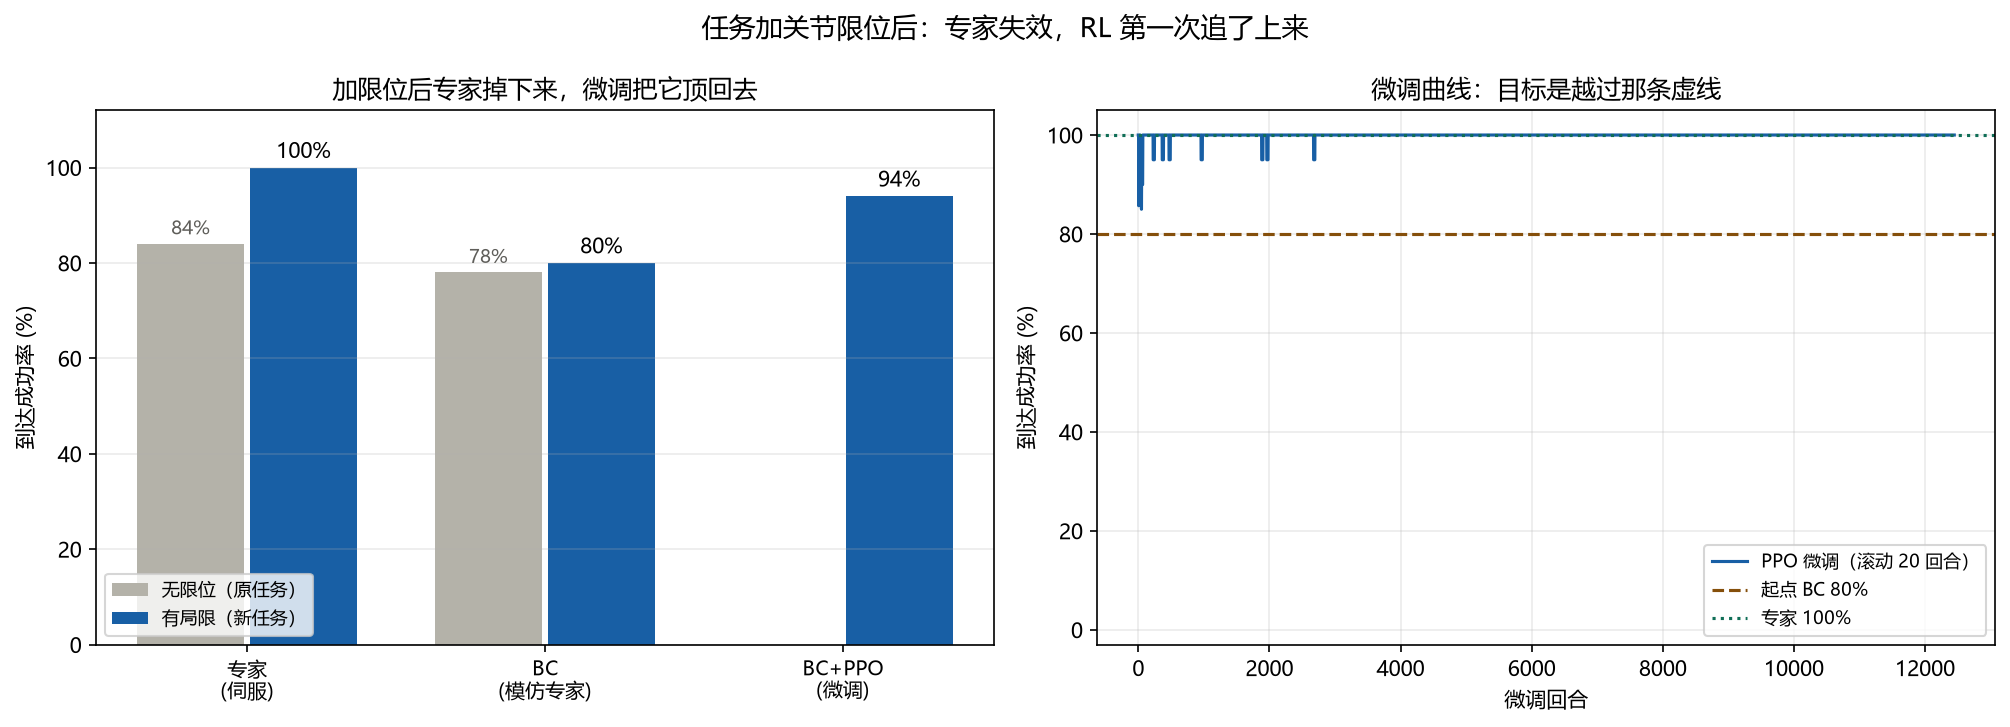 任务加关节限位后：专家失效，RL 第一次追了上来
加限位后专家掉下来，微调把它顶回去
到达成功率 (%)
100
80
60
40
20
0
84%
100%
78%
80%
94%
无限位（原任务）
有局限（新任务）
专家
(伺服)
BC
(模仿专家)
BC+PPO
(微调)
微调曲线：目标是越过那条虚线
到达成功率 (%)
100
80
60
40
20
0
PPO 微调（滚动 20 回合）
起点 BC 80%
专家 100%
0
2000
4000
6000
8000
10000
12000
微调回合